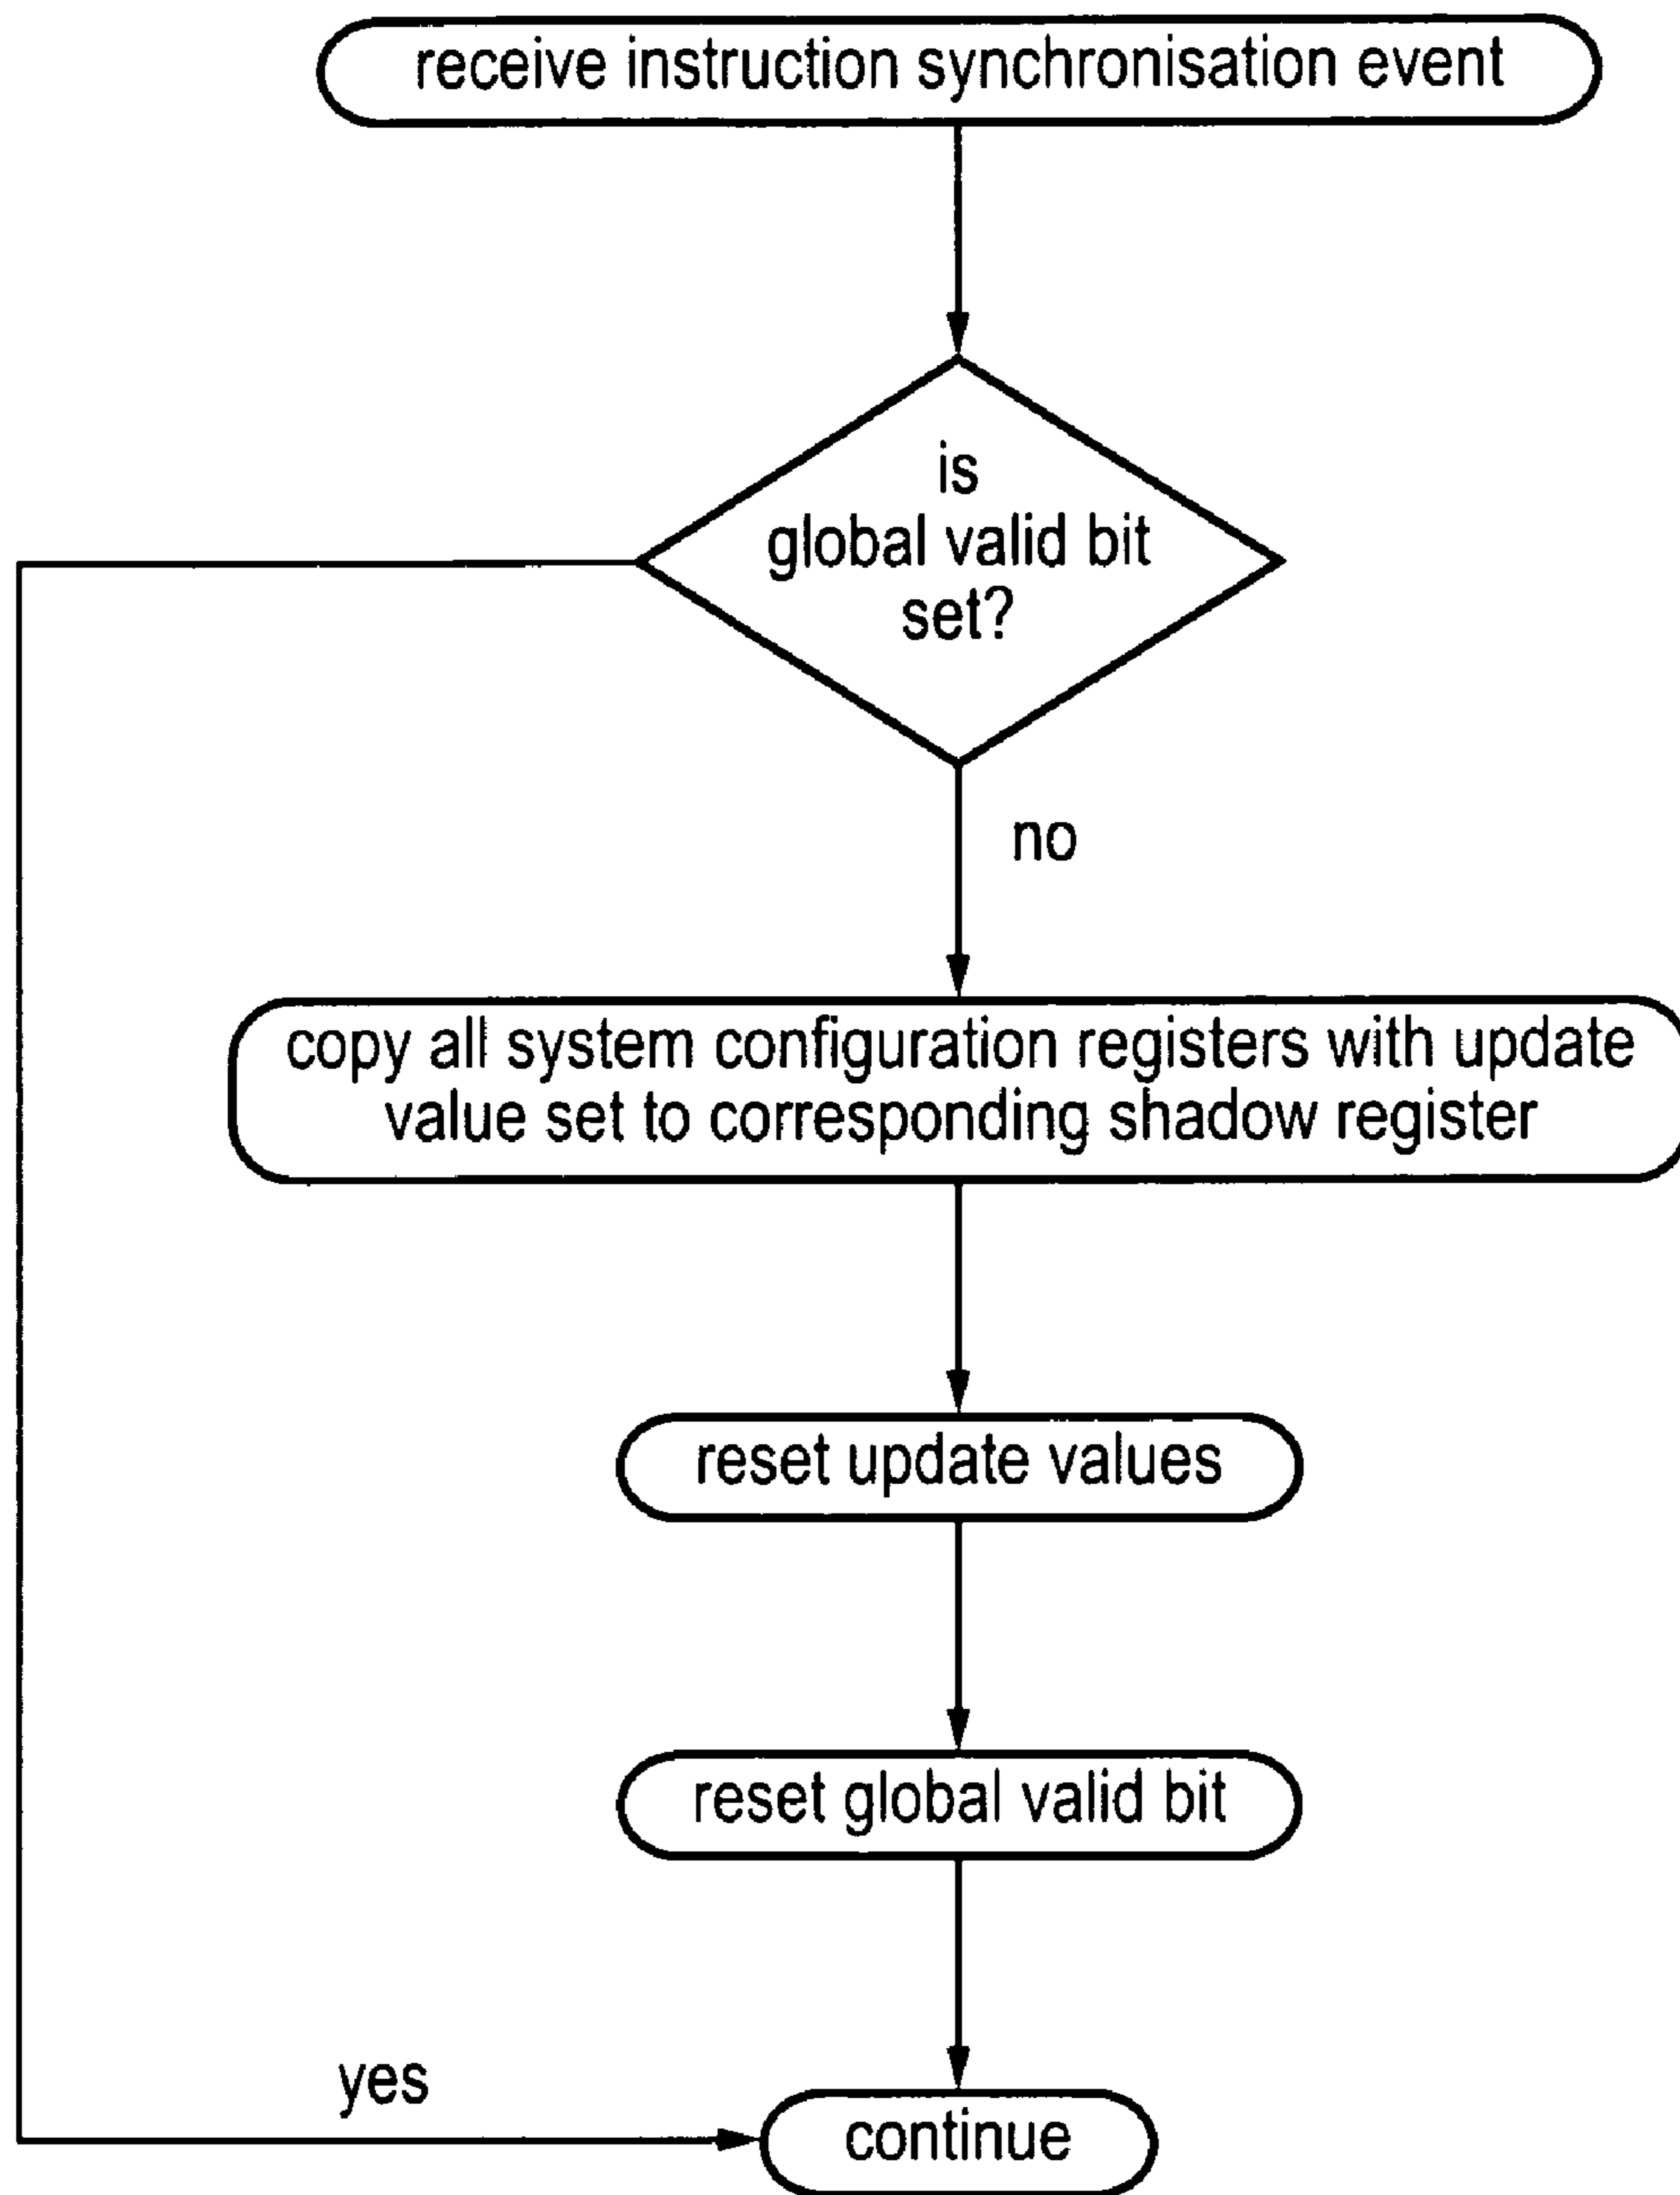 receive instruction synchronisation event
is
global valid bit
set?
no
copy all system configuration registers with update
value set to corresponding shadow register
reset update values
reset global valid bit
yes
continue